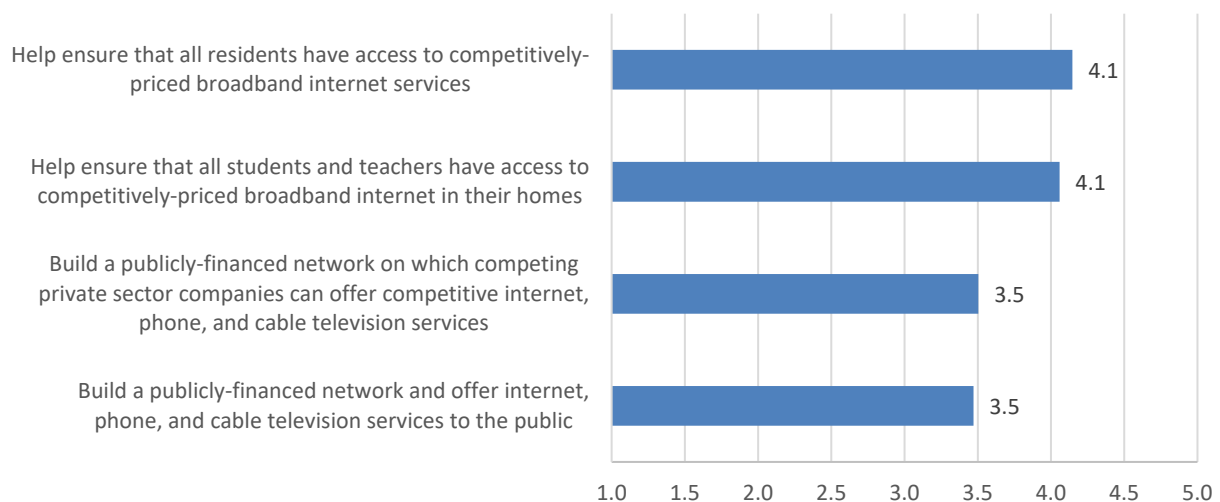 Help ensure that all residents have access to competitively-
priced broadband internet services
4.1
Help ensure that all students and teachers have access to
competitively-priced broadband internet in their homes
4.1
Build a publicly-financed network on which competing
private sector companies can offer competitive internet,
phone, and cable television services
3.5
Build a publicly-financed network and offer internet,
phone, and cable television services to the public
3.5
1.0 1.5 2.0 2.5 3.0 3.5 4.0 4.5 5.0